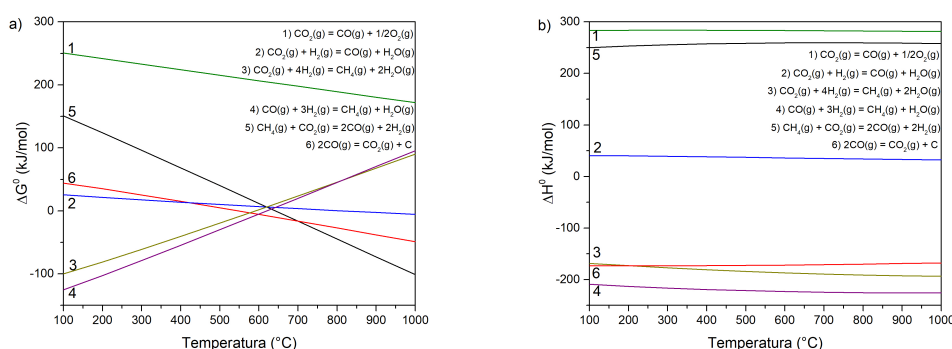 a)
300
200
100
0
-100
ΔG⁰ (kJ/mol)
1
5
6
2
3
4
1) CO₂(g) = CO(g) + 1/2O₂(g)
2) CO₂(g) + H₂(g) = CO(g) + H₂O(g)
3) CO₂(g) + 4H₂(g) = CH₄(g) + 2H₂O(g)
4) CO(g) + 3H₂(g) = CH₄(g) + H₂O(g)
5) CH₄(g) + CO₂(g) = 2CO(g) + 2H₂(g)
6) 2CO(g) = CO₂(g) + C
100 200 300 400 500 600 700 800 900 1000
Temperatura (°C)
b)
300
200
100
0
-100
-200
ΔH⁰ (kJ/mol)
1
5
2
3
6
4
1) CO₂(g) = CO(g) + 1/2O₂(g)
2) CO₂(g) + H₂(g) = CO(g) + H₂O(g)
3) CO₂(g) + 4H₂(g) = CH₄(g) + 2H₂O(g)
4) CO(g) + 3H₂(g) = CH₄(g) + H₂O(g)
5) CH₄(g) + CO₂(g) = 2CO(g) + 2H₂(g)
6) 2CO(g) = CO₂(g) + C
100 200 300 400 500 600 700 800 900 1000
Temperatura (°C)